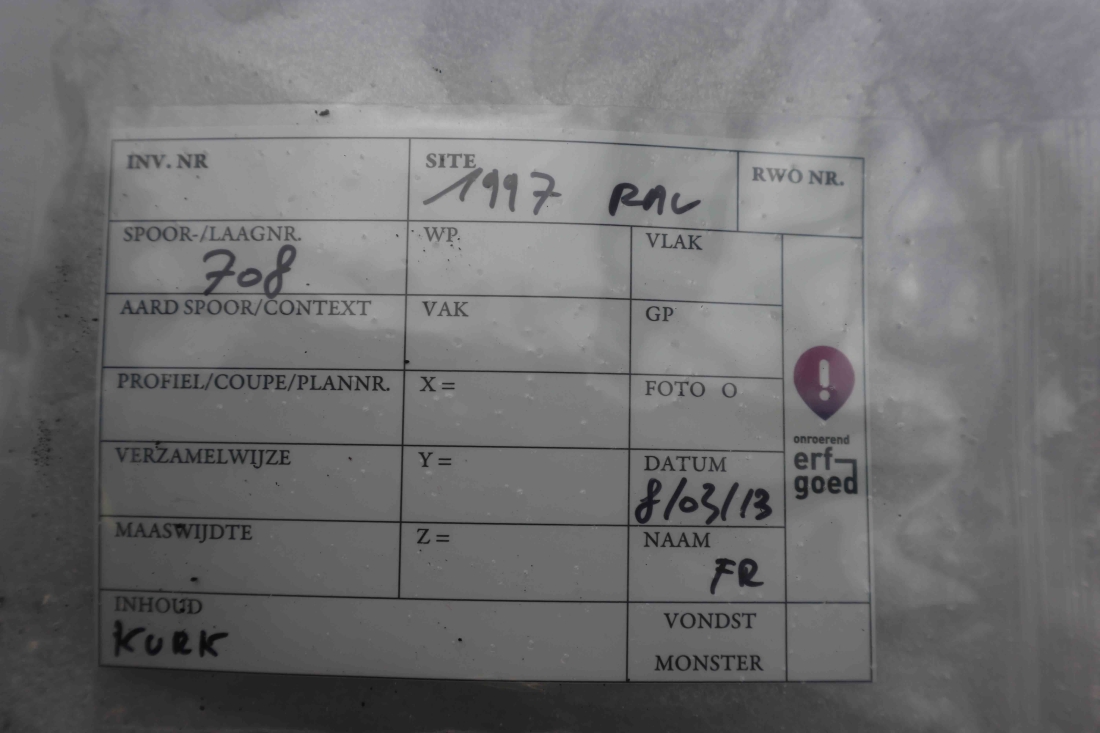 INV. NR
SITE
RWO NR.
1997 RAV
SPOOR-/LAAGNR.
WP.
VLAK
708
AARD SPOOR/CONTEXT
VAK
GP
PROFIEL/COUPE/PLANNR.
X =
FOTO O
VERZAMELWIJZE
Y =
DATUM
8/03/13
MAASWIJDTE
Z =
NAAM
FR
INHOUD
KURK
VONDST
MONSTER
onroerend
erf-
goed